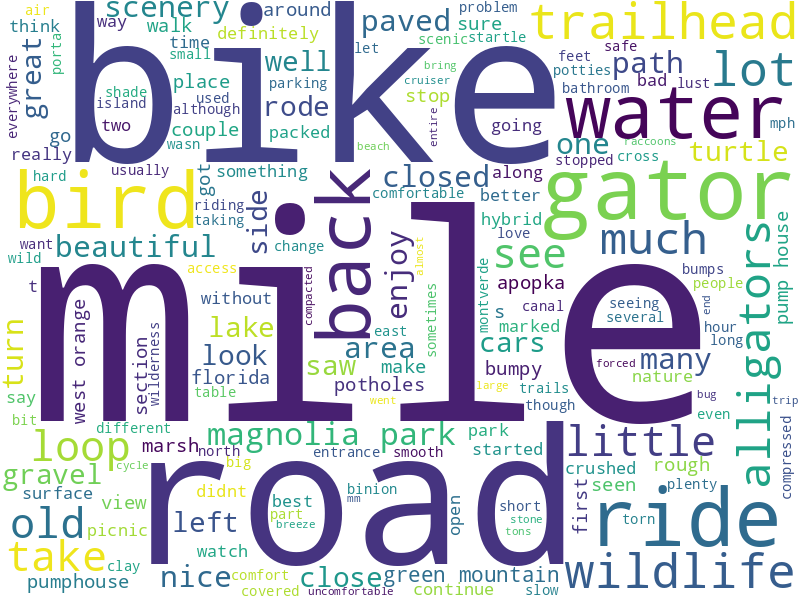 air
scenery
around
problem
trailhead
way
paved
sure
think
walk
definitely
let
scenic
startle
portao
time
small
well
bring
safe
great
shade
place
parking
cruiser
feet
path
lot
everywhere
bike
island
used
rode
stop
potties
bad
lust
although
bathroom
water
go
two
couple
packed
entire
going
one
mph
really
wasn
beach
stopped
raccoons
cross
turtle
hard
usually
got
something
closed
along
bird
riding
comfortable
better
gator
taking
side
back
hybrid
want
beautiful
change
enjoy
love
see
much
wild
almost
alligators
pump house
access
compacted
east
sometimes
montverde
apopka
bumps
t
without
s
canal
people
mile
seeing
end
turn
lake
marked
several
hour
west orange
section
wilderness
look
area
cars
long
saw
make
forced
many
say
florida
potholes
bumpy
nature
table
large
trails
bug
bit
went
though
even
trip
different
magnolia park
park
loop
marsh
north
entrance
smooth
started
little
compressed
gravel
cycle
big
crushed
rough
surface
view
didnt
road
seen
plenty
best
binion
open
short
first
old
picnic
left
part
mm
stone
torn
ride
breeze
tons
take
clay
watch
nice
comfort
close
green mountain
wildlife
pumphouse
covered
uncomfortable
continue
slow